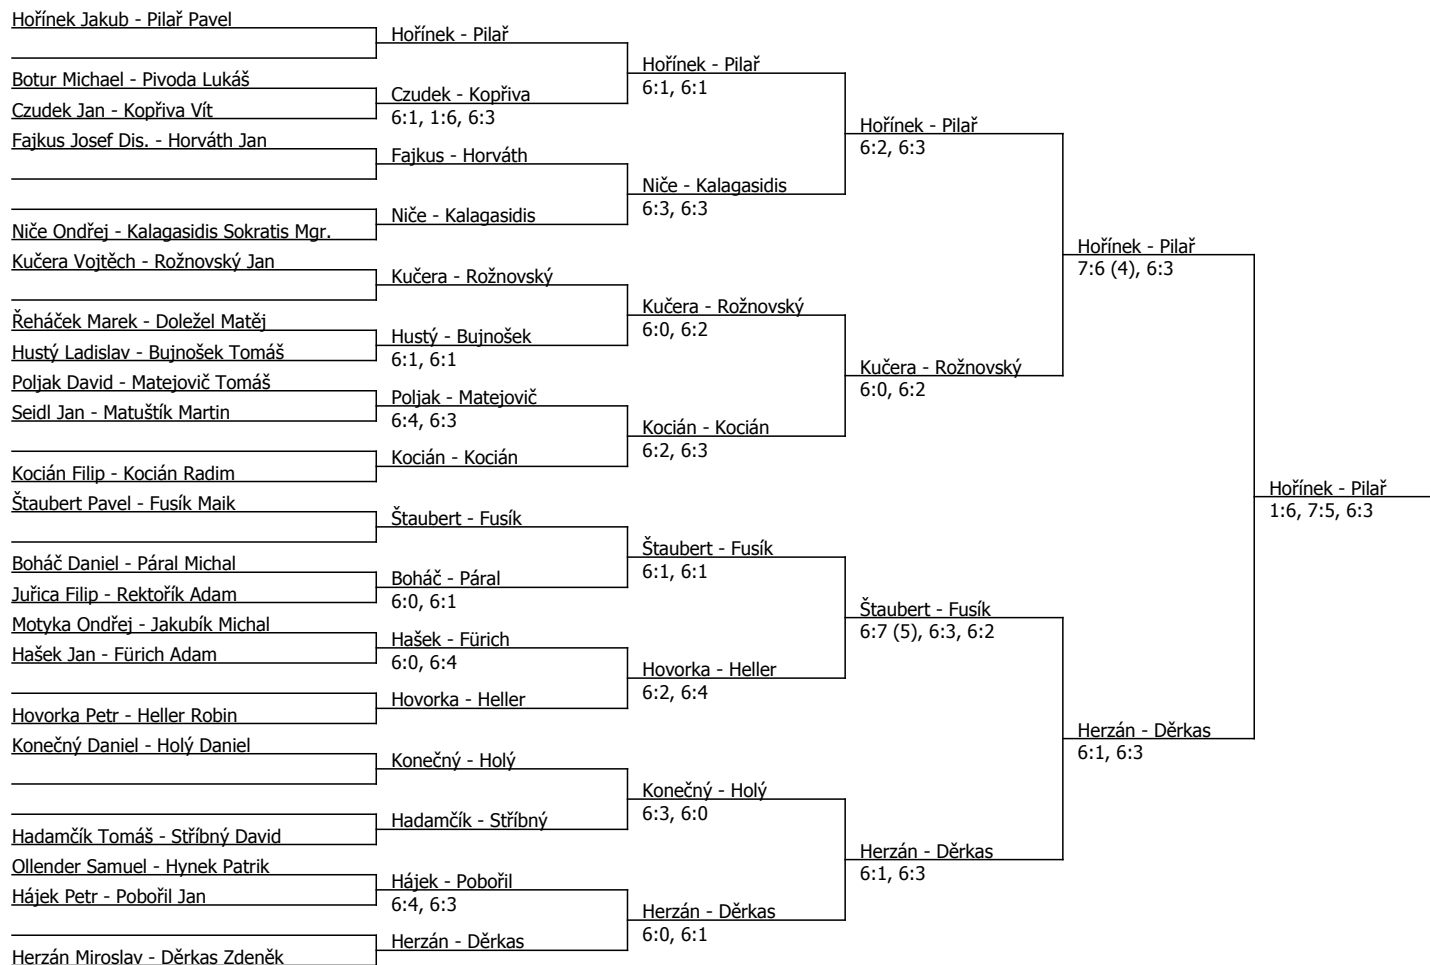 Hořínek Jakub - Pilař Pavel
Botur Michael - Pivoda Lukáš
Czudek Jan - Kopřiva Vít
Fajkus Josef Dis. - Horváth Jan
Niče Ondřej - Kalagasidis Sokratis Mgr.
Kučera Vojtěch - Rožnovský Jan
Řeháček Marek - Doležel Matěj
Hustý Ladislav - Bujnošek Tomáš
Poljak David - Matejovič Tomáš
Seidl Jan - Matuštík Martin
Kocián Filip - Kocián Radim
Štaubert Pavel - Fusík Maik
Boháč Daniel - Páral Michal
Juřica Filip - Rektořík Adam
Motyka Ondřej - Jakubík Michal
Hašek Jan - Fürich Adam
Hovorka Petr - Heller Robin
Konečný Daniel - Holý Daniel
Hadamčík Tomáš - Stříbný David
Ollender Samuel - Hynek Patrik
Hájek Petr - Pobořil Jan
Herzán Miroslav - Děrkas Zdeněk
Hořínek - Pilař
Czudek - Kopřiva
6:1, 1:6, 6:3
Fajkus - Horváth
Niče - Kalagasidis
Kučera - Rožnovský
Hustý - Bujnošek
6:1, 6:1
Poljak - Matejovič
6:4, 6:3
Kocián - Kocián
Štaubert - Fusík
Boháč - Páral
6:0, 6:1
Hašek - Fürich
6:0, 6:4
Hovorka - Heller
Konečný - Holý
Hadamčík - Stříbný
Hájek - Pobořil
6:4, 6:3
Herzán - Děrkas
Hořínek - Pilař
6:1, 6:1
Niče - Kalagasidis
6:3, 6:3
Kučera - Rožnovský
6:0, 6:2
Kocián - Kocián
6:2, 6:3
Štaubert - Fusík
6:1, 6:1
Hovorka - Heller
6:2, 6:4
Konečný - Holý
6:3, 6:0
Herzán - Děrkas
6:0, 6:1
Hořínek - Pilař
6:2, 6:3
Kučera - Rožnovský
6:0, 6:2
Štaubert - Fusík
6:7 (5), 6:3, 6:2
Herzán - Děrkas
6:1, 6:3
Hořínek - Pilař
7:6 (4), 6:3
Herzán - Děrkas
6:1, 6:3
Hořínek - Pilař
1:6, 7:5, 6:3